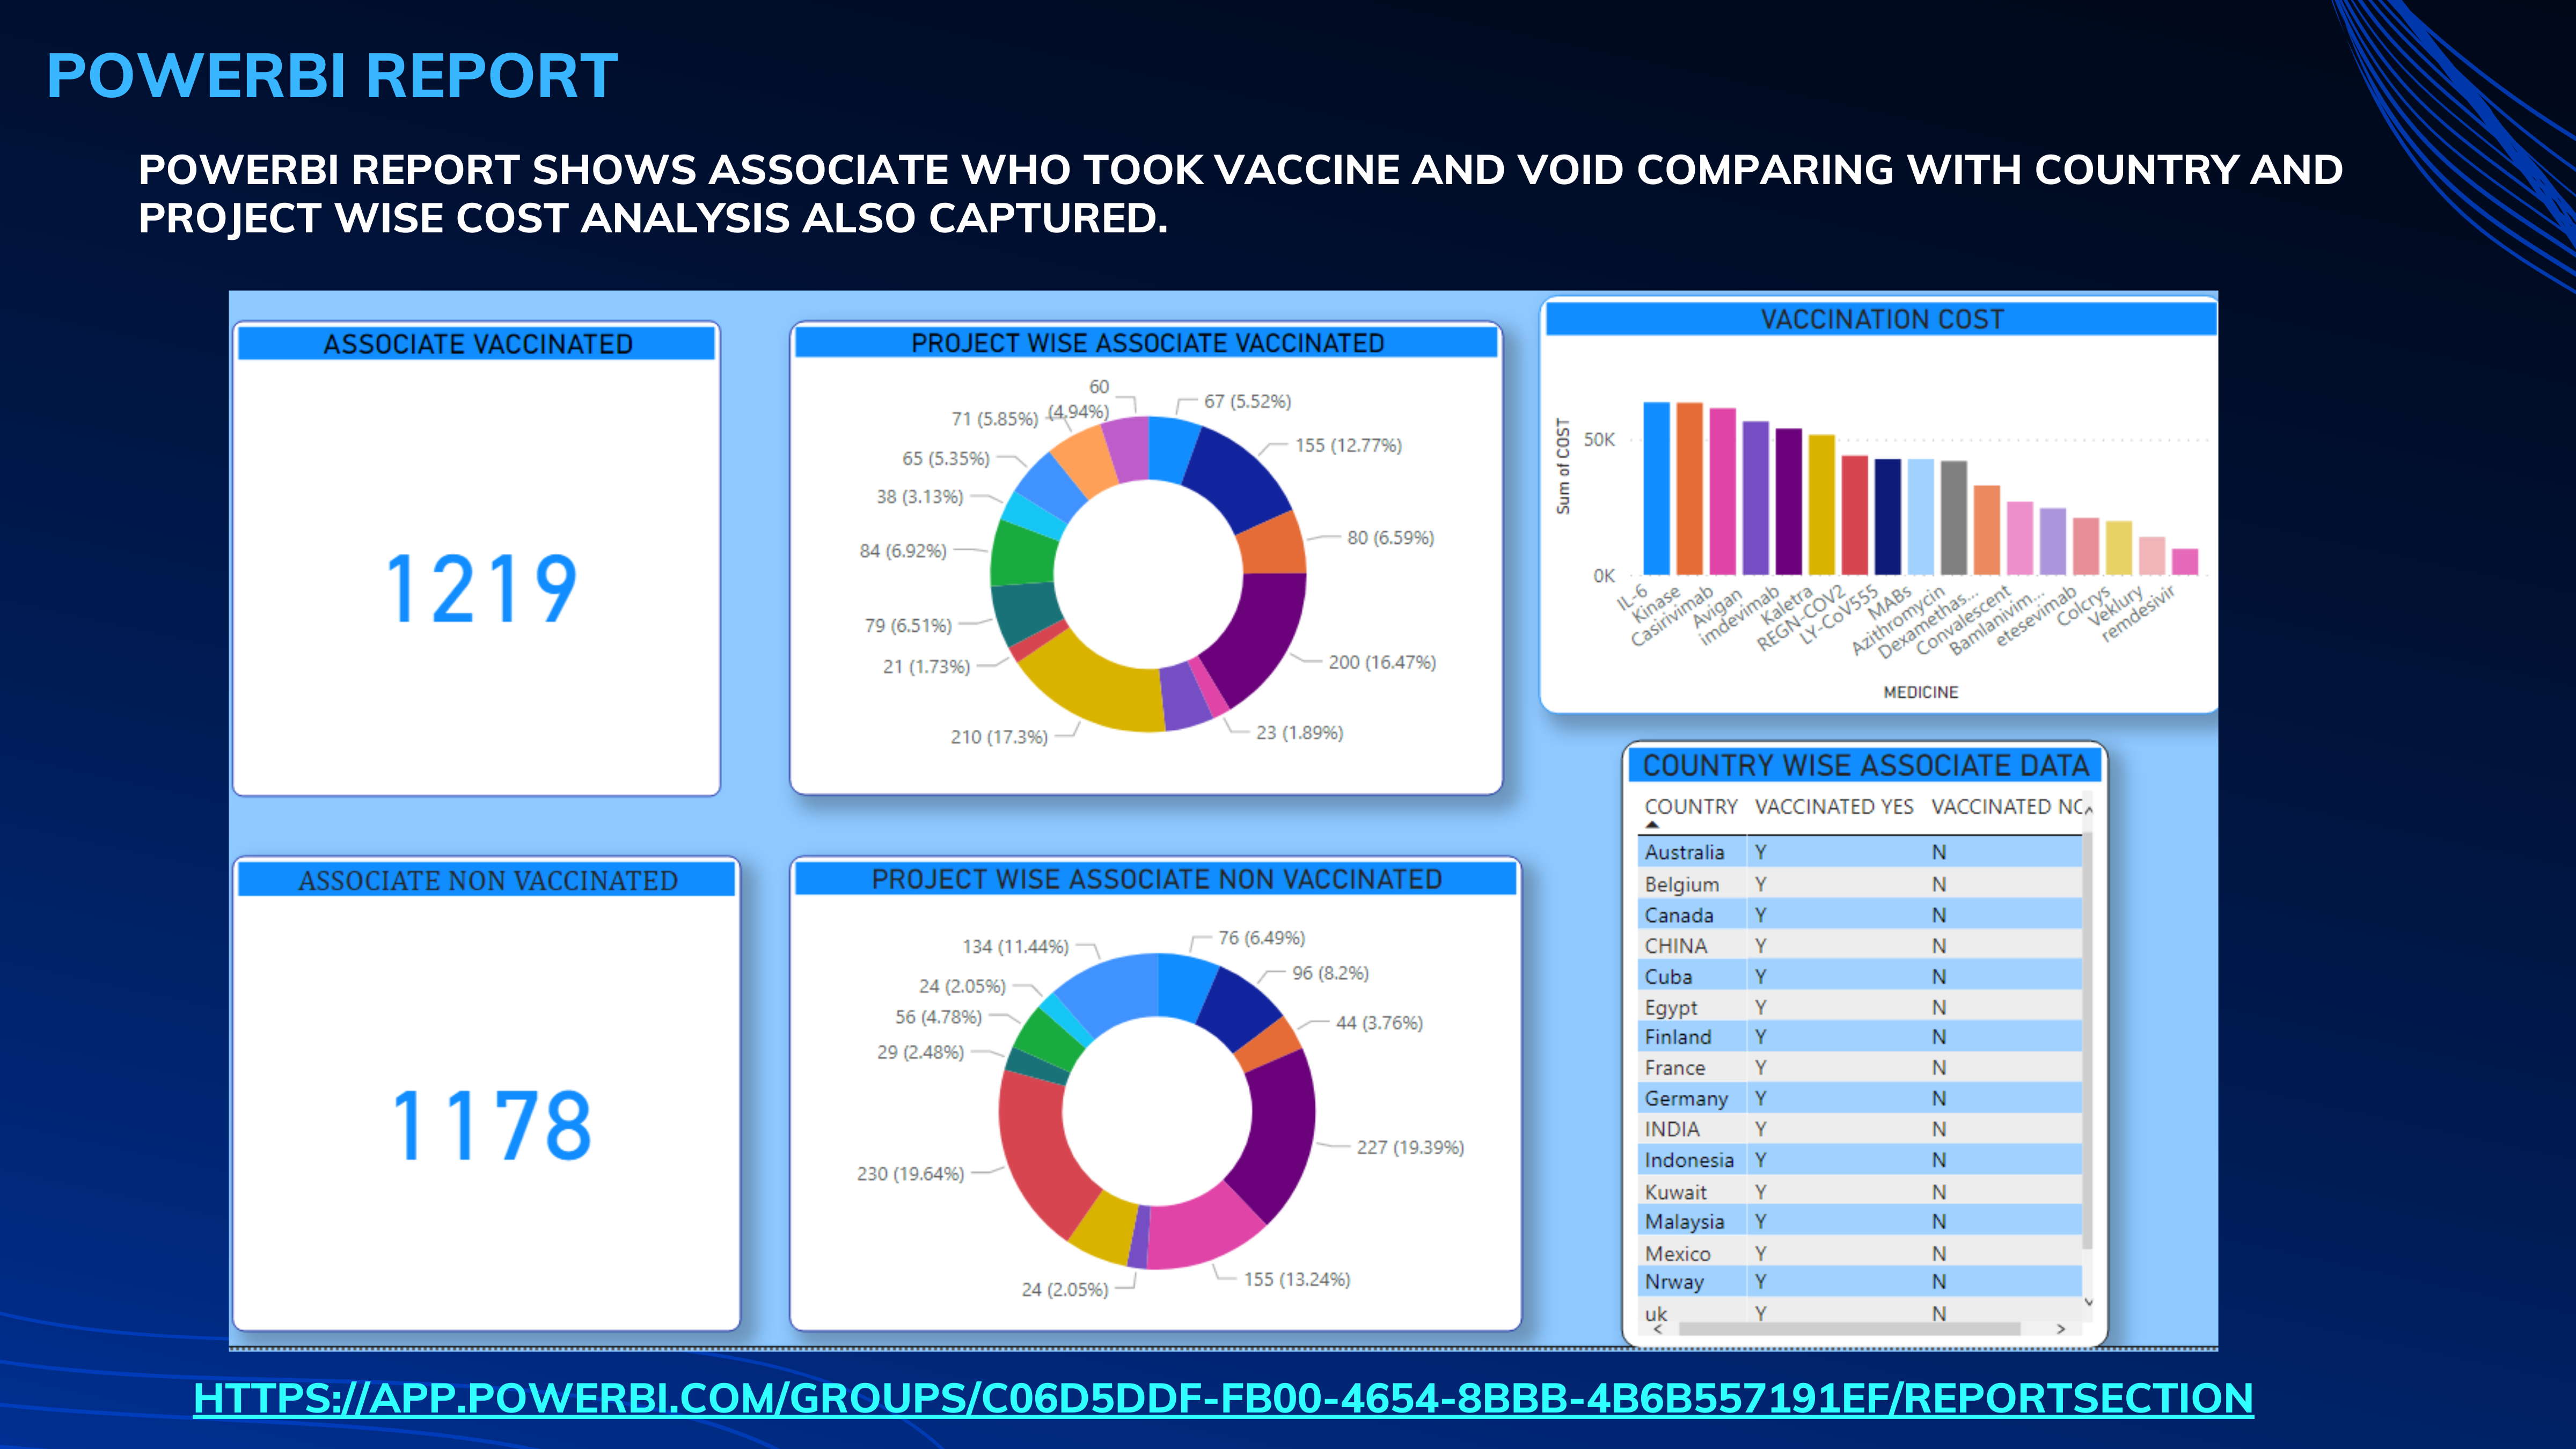 POWERBI REPORT
POWERBI REPORT SHOWS ASSOCIATE WHO TOOK VACCINE AND VOID COMPARING WITH COUNTRY AND
PROJECT WISE COST ANALYSIS ALSO CAPTURED.
ASSOCIATE VACCINATED
1219
PROJECT WISE ASSOCIATE VACCINATED
60
(4.94%)
67 (5.52%)
71 (5.85%)
155 (12.77%)
65 (5.35%)
38 (3.13%)
80 (6.59%)
84 (6.92%)
79 (6.51%)
200 (16.47%)
21 (1.73%)
23 (1.89%)
210 (17.3%)
VACCINATION COST
Sum of COST
50K
0K
IL-6
Kinase
Casirivimab
Avigan
imdevimab
Kaletra
REGN-COV2
LY-CoV555
MABs
Azithromycin
Dexamethas...
Convalescent
Bamlanivim...
etesevimab
Colcrys
Veklury
remdesivir
MEDICINE
ASSOCIATE NON VACCINATED
1178
PROJECT WISE ASSOCIATE NON VACCINATED
134 (11.44%)
76 (6.49%)
96 (8.2%)
24 (2.05%)
56 (4.78%)
44 (3.76%)
29 (2.48%)
227 (19.39%)
230 (19.64%)
155 (13.24%)
24 (2.05%)
COUNTRY WISE ASSOCIATE DATA
COUNTRY VACCINATED YES VACCINATED NO
Australia Y N
Belgium Y N
Canada Y N
CHINA Y N
Cuba Y N
Egypt Y N
Finland Y N
France Y N
Germany Y N
INDIA Y N
Indonesia Y N
Kuwait Y N
Malaysia Y N
Mexico Y N
Nrway Y N
uk Y N
HTTPS://APP.POWERBI.COM/GROUPS/C06D5DDF-FB00-4654-8BBB-4B6B557191EF/REPORTSECTION